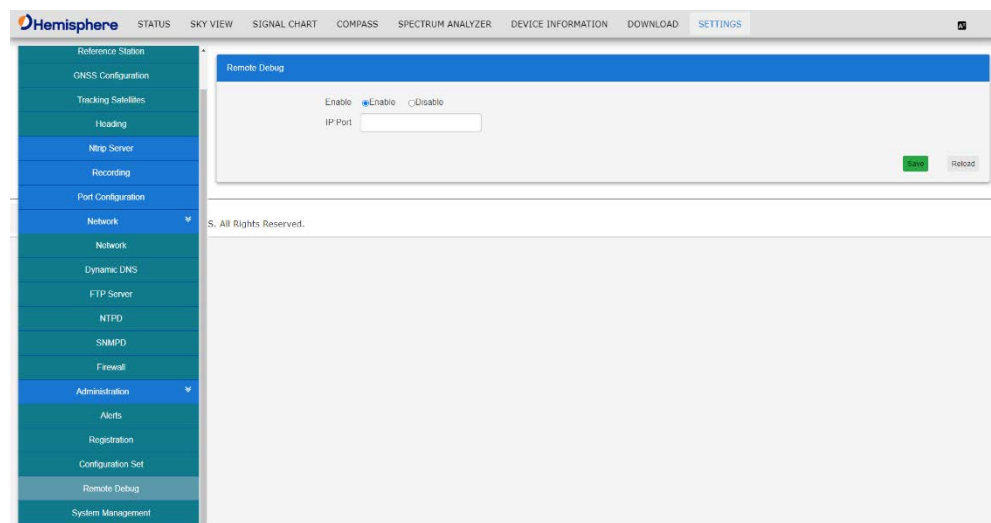 Hemisphere STATUS SKY VIEW SIGNAL CHART COMPASS SPECTRUM ANALYZER DEVICE INFORMATION DOWNLOAD SETTINGS
Reference Station
GNSS Configuration
Tracking Satellites
Heading
Ntrip Server
Recording
Port Configuration
Network
Network
Dynamic DNS
FTP Server
NTPD
SNMPD
Firewall
Administration
Alerts
Registration
Configuration Set
Remote Debug
System Management
Remote Debug
Enable Enable Disable
IP:Port
Save Reload
S. All Rights Reserved.